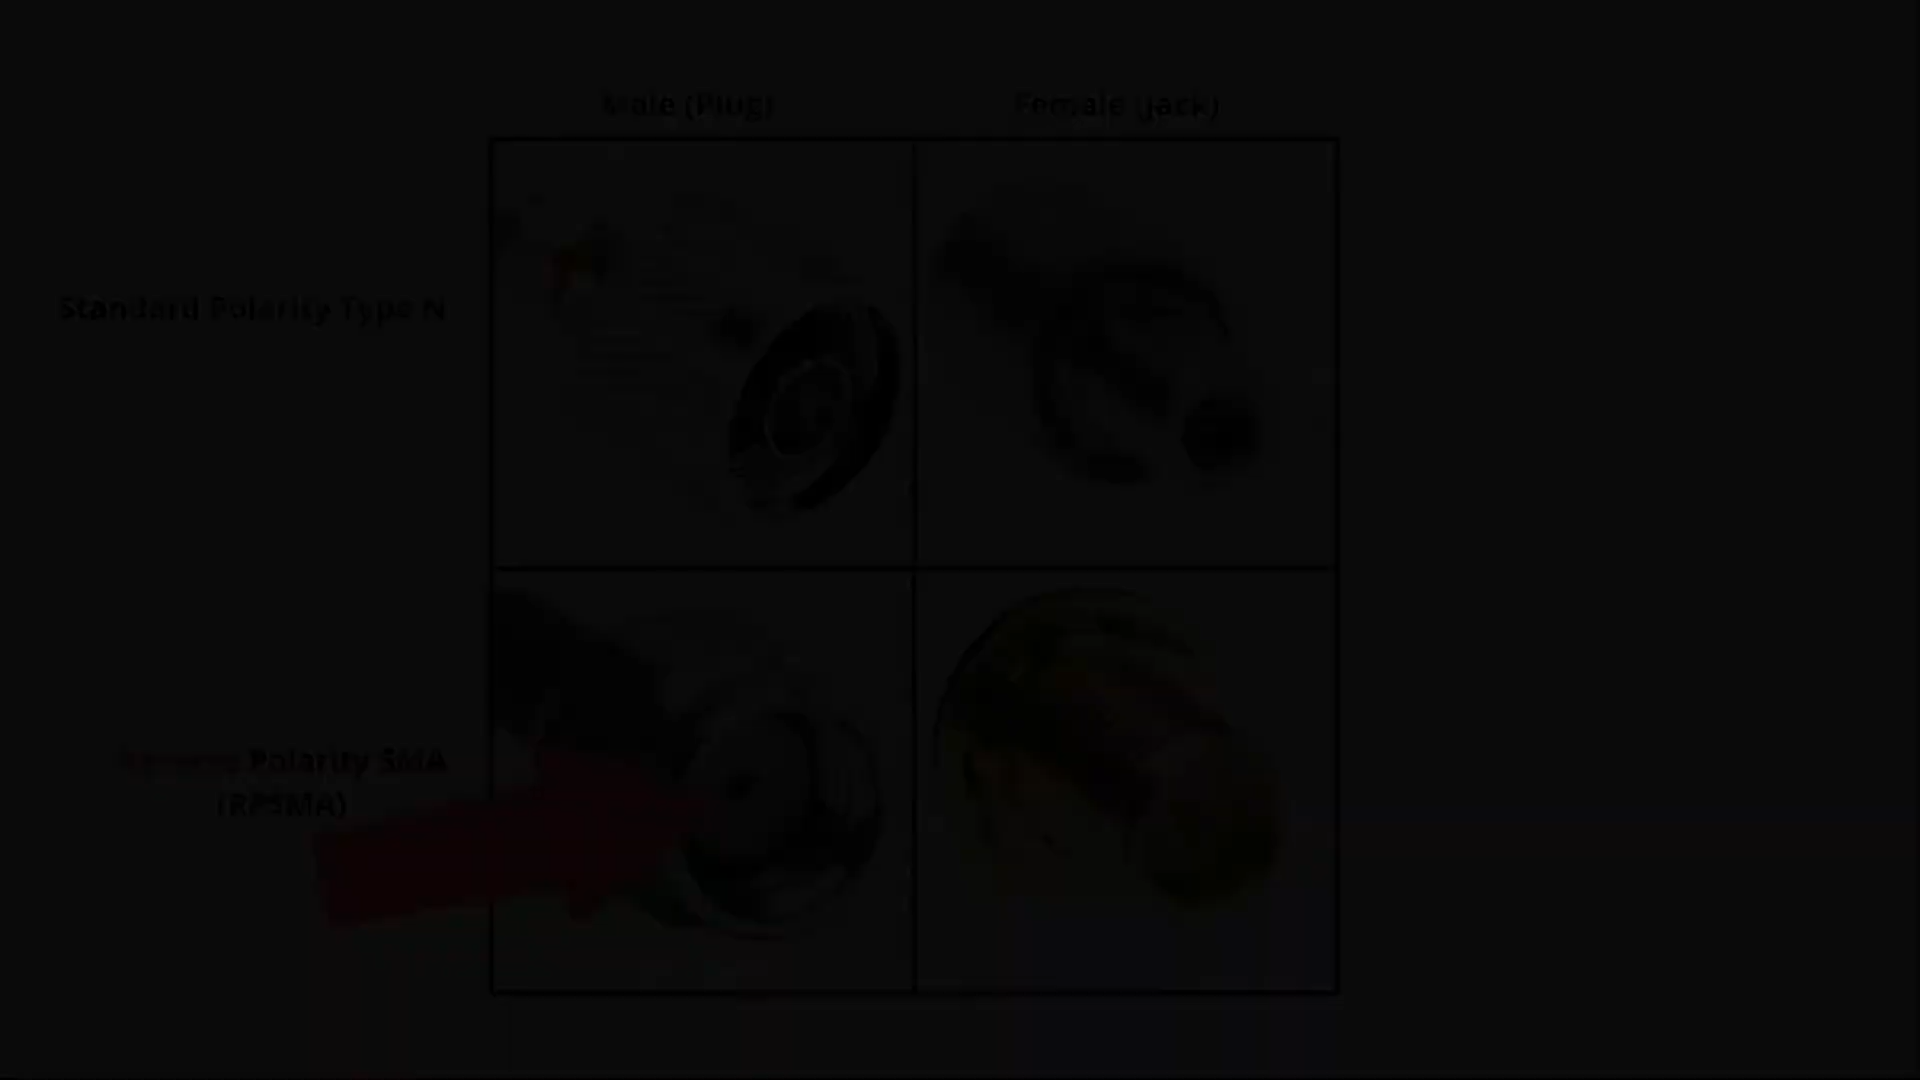 Male (Plug)
Female (Jack)
Standard Polarity Type N
Reverse Polarity SMA
(RPSMA)